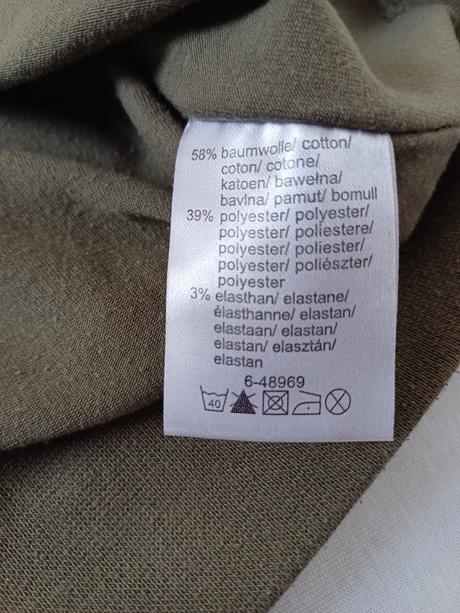 58% baumwolle/ cotton/
coton/ cotone/
katoen/ bawełna/
bavlna/ pamut/ bomull
39% polyester/ polyester/
polyester/ poliestere/
polyester/ poliester/
polyester/ poliészter/
polyester
3% elasthan/ elastane/
élasthanne/ elastan/
elastaan/ elastan/
elastan/ elasztán/
elastan
6-48969
40